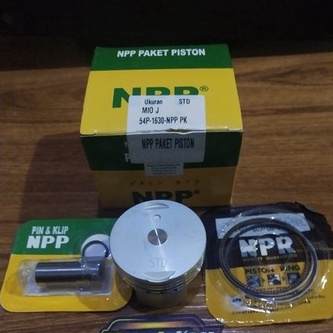 NPP PAKET PISTON
NPP®
Ukuran STD
MIO J
54P-1630-NPP PK
NPP PAKET PISTON
NPP®
PIN & KLIP
NPP
STD
NPR
PISTON RING